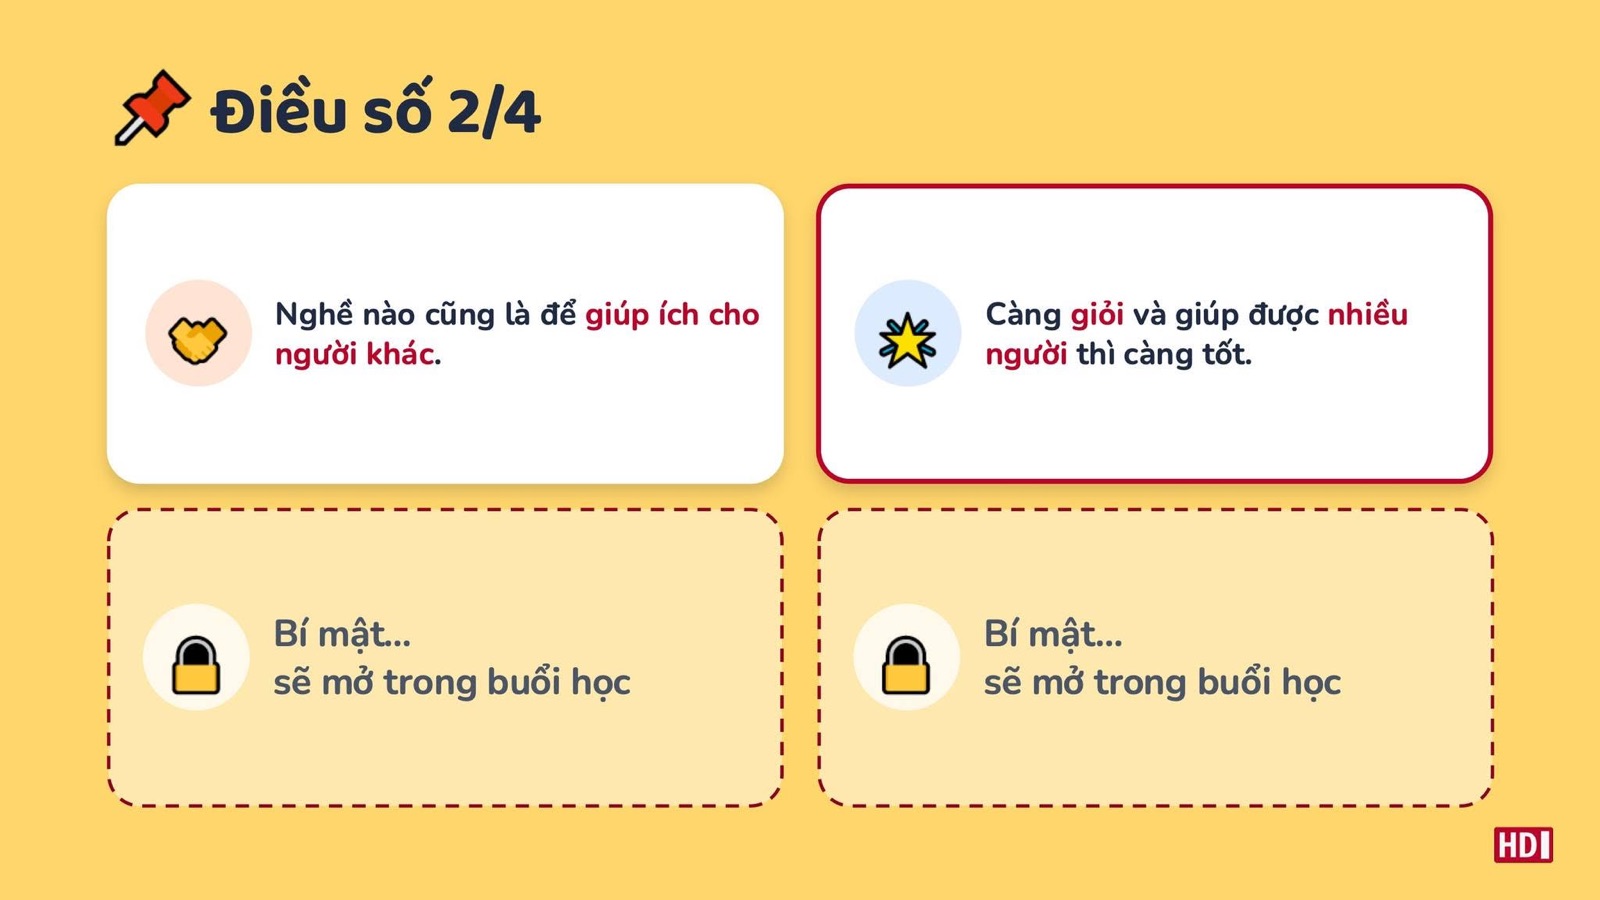 Điều số 2/4
Nghề nào cũng là để giúp ích cho
người khác.
Càng giỏi và giúp được nhiều
người thì càng tốt.
Bí mật...
sẽ mở trong buổi học
Bí mật...
sẽ mở trong buổi học
HDI